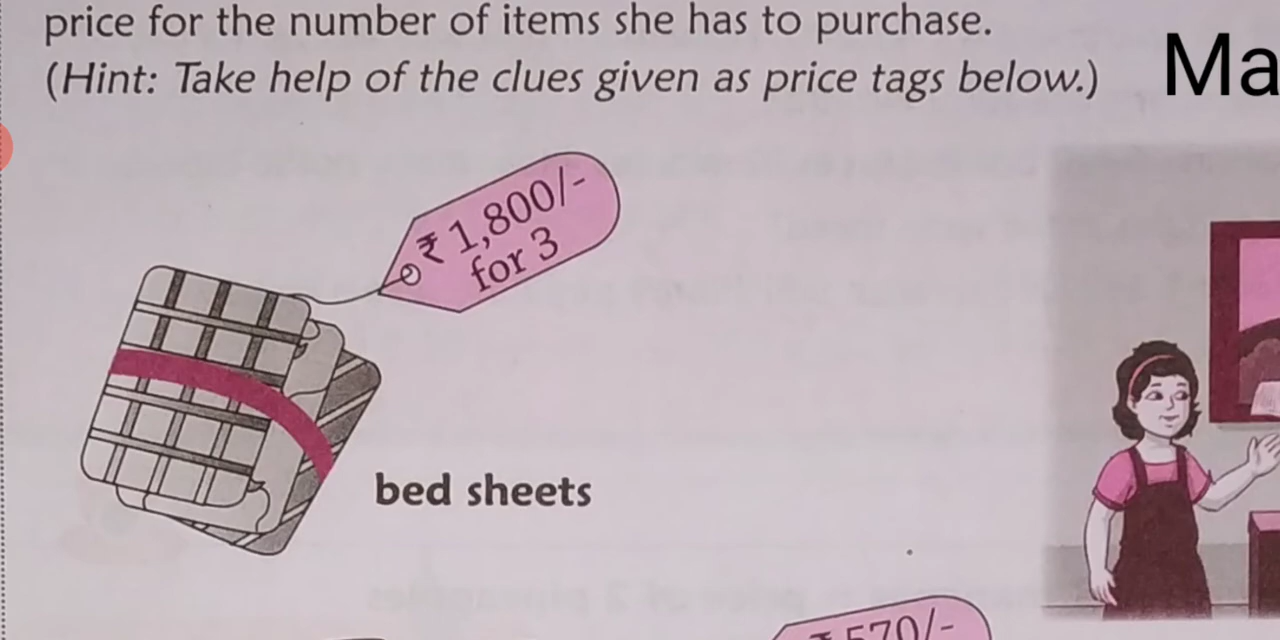 price for the number of items she has to purchase.
(Hint: Take help of the clues given as price tags below.)
Ma
₹ 1,800/-
for 3
bed sheets
₹ 570/-